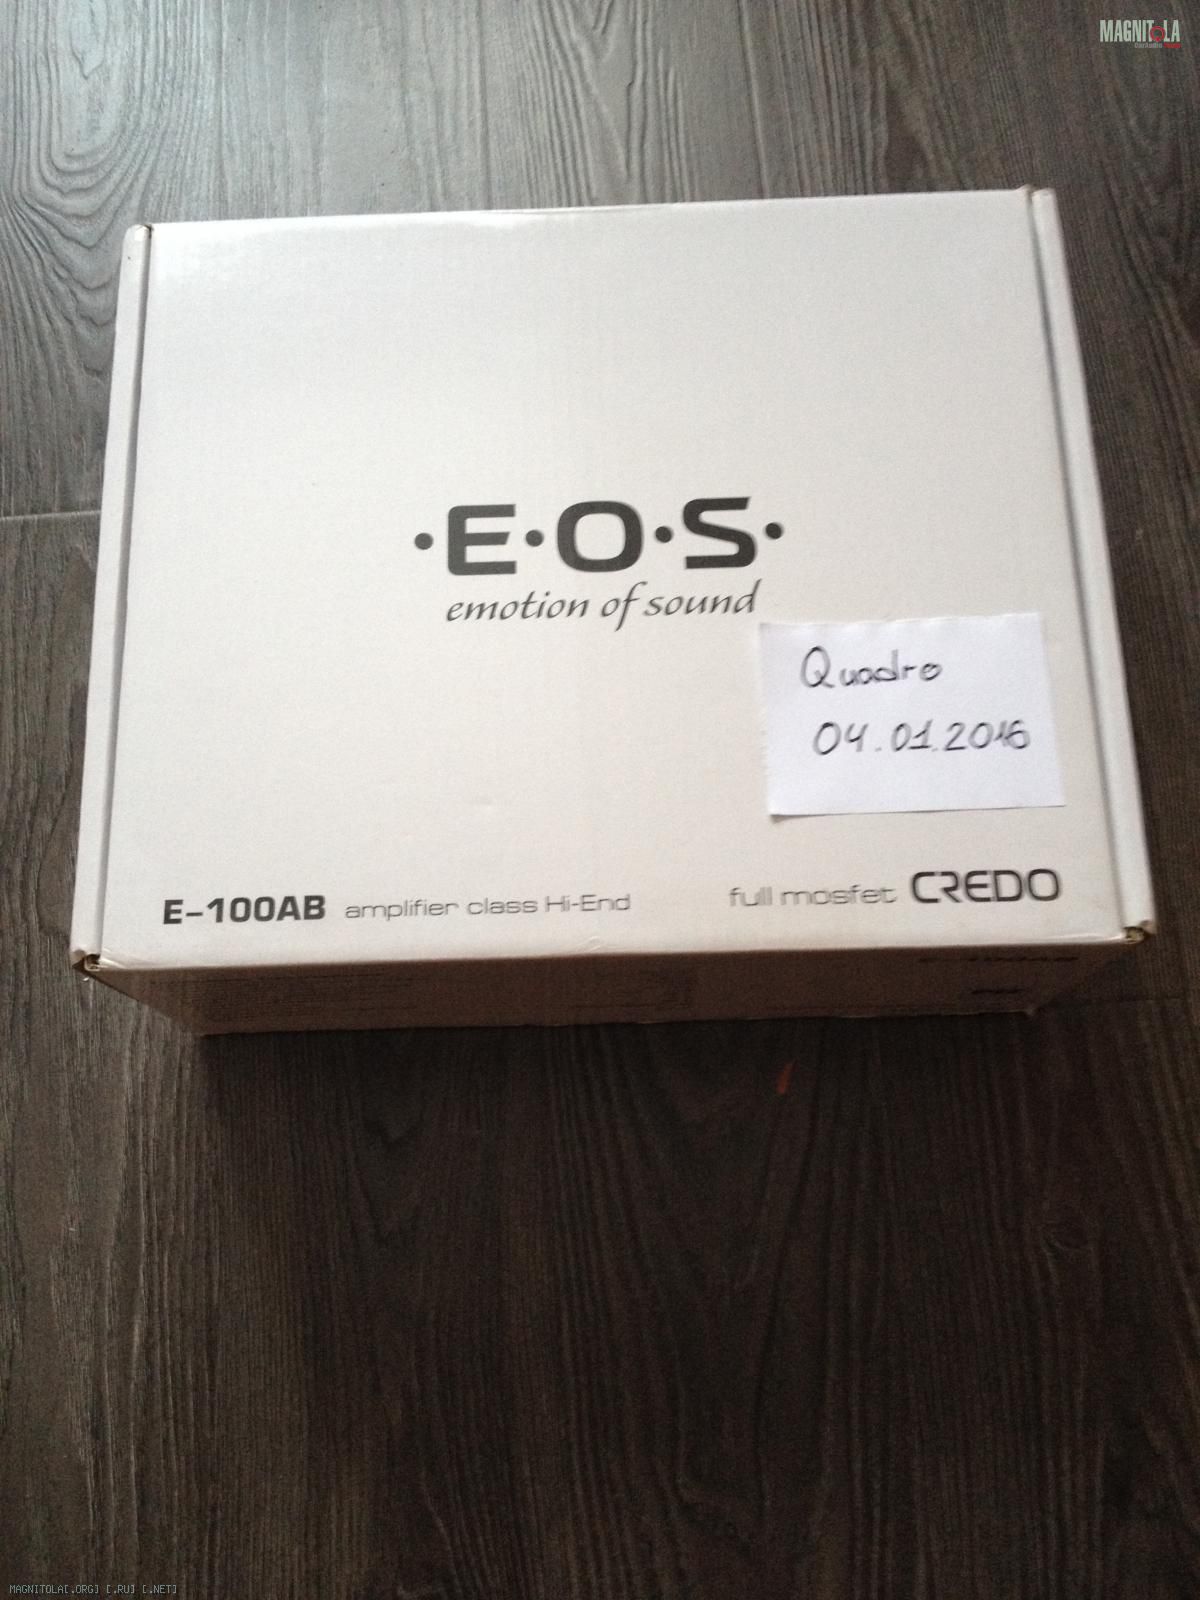 MAGNITOLA
·E·O·S·
emotion of sound
Quadro
04.01.2016
E-100AB amplifier class Hi-End full mosfet CREDO
MAGNITOLA[.ORG] [.RU] [.NET]